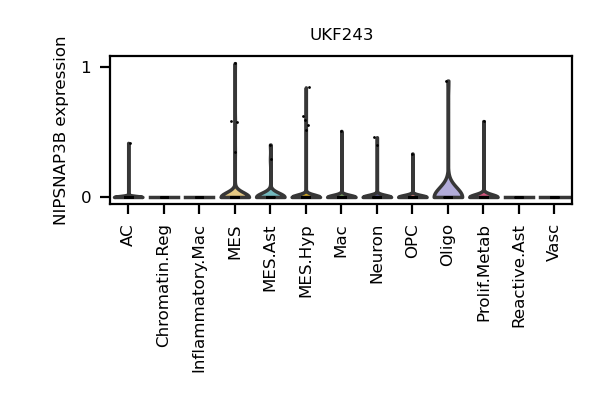 UKF243
NIPSNAP3B expression
1
0
AC
Chromatin.Reg
Inflammatory.Mac
MES
MES.Ast
MES.Hyp
Mac
Neuron
OPC
Oligo
Prolif.Metab
Reactive.Ast
Vasc